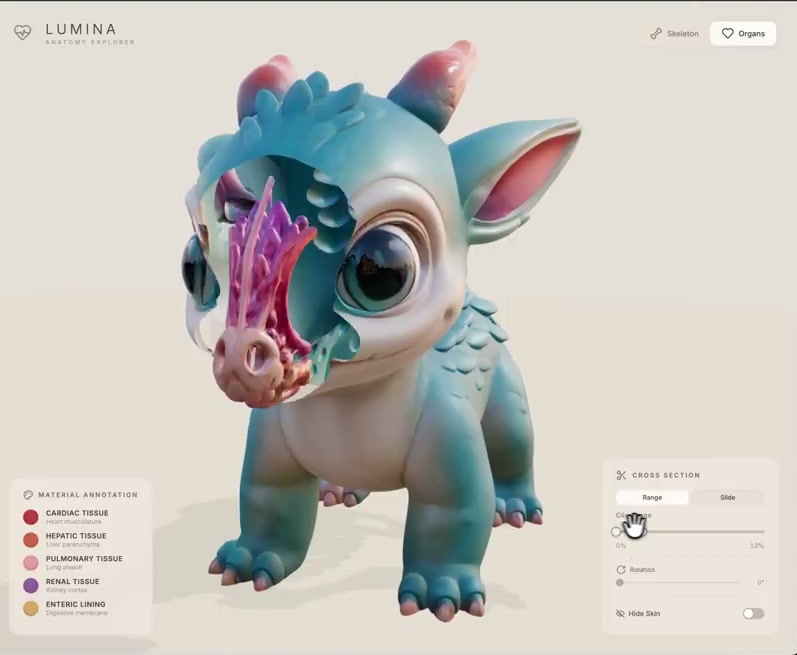 LUMINA
ANATOMY EXPLORER
Skeleton
Organs
MATERIAL ANNOTATION
CARDIAC TISSUE
Heart musculature
HEPATIC TISSUE
Liver parenchyma
PULMONARY TISSUE
Lung alveoli
RENAL TISSUE
Kidney cortex
ENTERIC LINING
Digestive membrane
CROSS SECTION
Range
Slide
0%
12%
Rotation
0°
Hide Skin